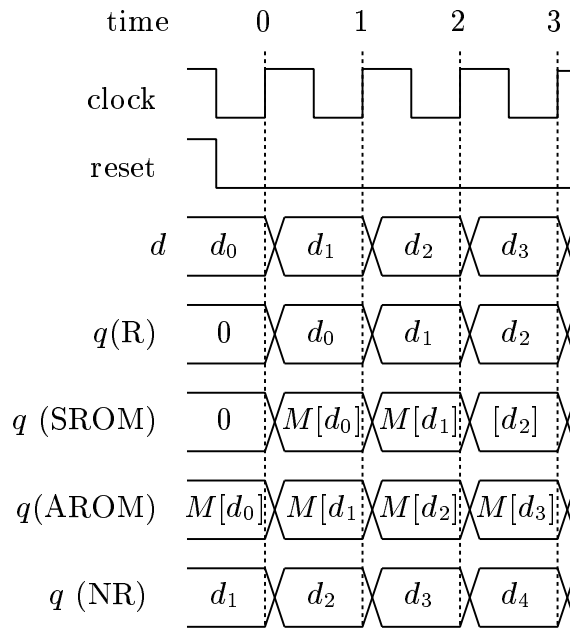 time 0 1 2 3
clock
reset
d d₀ d₁ d₂ d₃
q(R) 0 d₀ d₁ d₂
q (SROM) 0 M[d₀] M[d₁] [d₂]
q(AROM) M[d₀] M[d₁ M[d₂] M[d₃]
q (NR) d₁ d₂ d₃ d₄